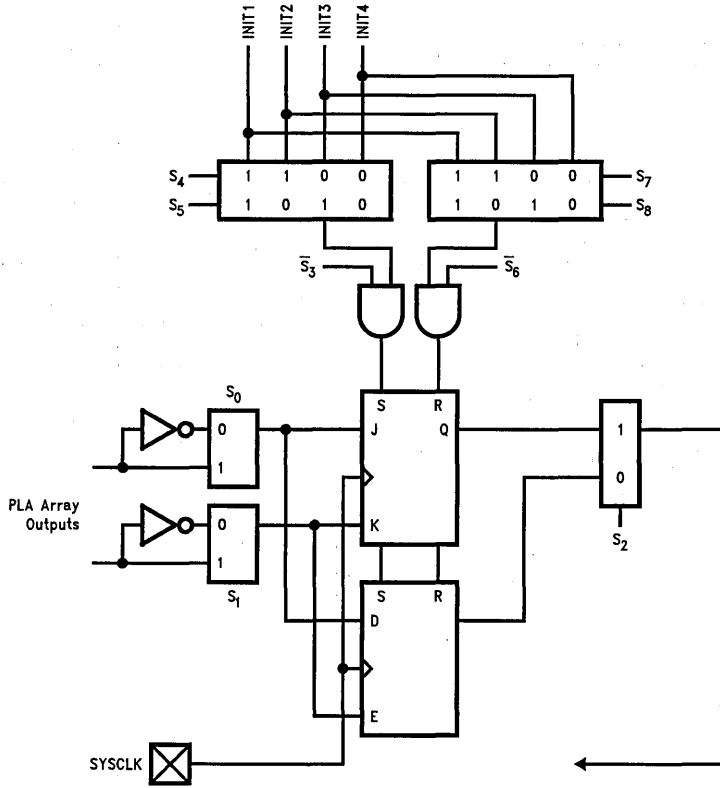 INIT1 INIT2 INIT3 INIT4
S4 1 1 0 0 1 1 0 0 S7
S5 1 0 1 0 1 0 1 0 S8
S̅3 S̅6
S0
S R
0 J Q 1
1
PLA Array
Outputs
0 K 0
1
S2
S1
S R
D
E
SYSCLK